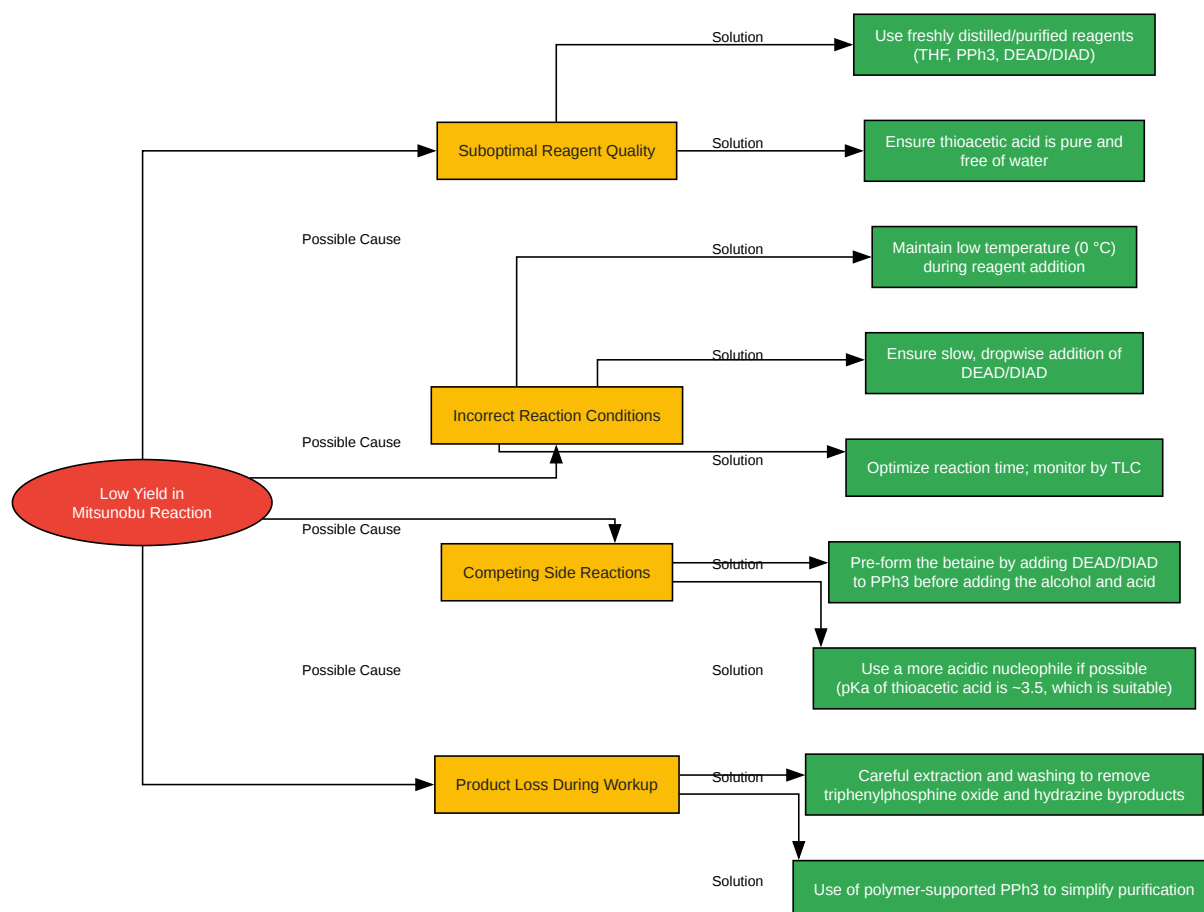 Solution
Use freshly distilled/purified reagents
(THF, PPh3, DEAD/DIAD)
Suboptimal Reagent Quality
Solution
Ensure thioacetic acid is pure and
free of water
Possible Cause
Solution
Maintain low temperature (0 °C)
during reagent addition
Solution
Ensure slow, dropwise addition of
DEAD/DIAD
Incorrect Reaction Conditions
Possible Cause
Solution
Optimize reaction time; monitor by TLC
Low Yield in
Mitsunobu Reaction
Possible Cause
Competing Side Reactions
Solution
Pre-form the betaine by adding DEAD/DIAD
to PPh3 before adding the alcohol and acid
Possible Cause
Solution
Use a more acidic nucleophile if possible
(pKa of thioacetic acid is ~3.5, which is suitable)
Product Loss During Workup
Solution
Careful extraction and washing to remove
triphenylphosphine oxide and hydrazine byproducts
Solution
Use of polymer-supported PPh3 to simplify purification